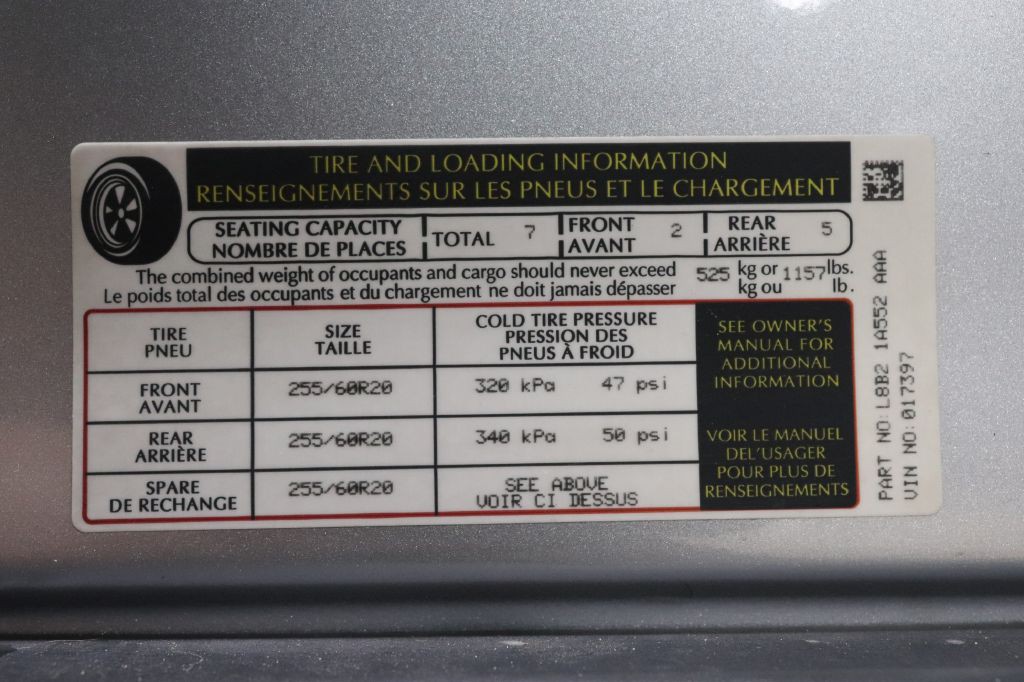 TIRE AND LOADING INFORMATION
RENSEIGNEMENTS SUR LES PNEUS ET LE CHARGEMENT
SEATING CAPACITY
NOMBRE DE PLACES
TOTAL 7
FRONT
AVANT
2
REAR
ARRIÈRE
5
The combined weight of occupants and cargo should never exceed 525 kg or 1157 lbs.
Le poids total des occupants et du chargement ne doit jamais dépasser kg ou lb.
TIRE
PNEU
SIZE
TAILLE
COLD TIRE PRESSURE
PRESSION DES
PNEUS À FROID
FRONT
AVANT
255/60R20
320 kPa 47 psi
REAR
ARRIÈRE
255/60R20
340 kPa 50 psi
SPARE
DE RECHANGE
255/60R20
SEE ABOVE
VOIR CI DESSUS
SEE OWNER'S
MANUAL FOR
ADDITIONAL
INFORMATION
VOIR LE MANUEL
DEL'USAGER
POUR PLUS DE
RENSEIGNEMENTS
PART NO: L8B2 1A552 AAA
VIN NO: 017397